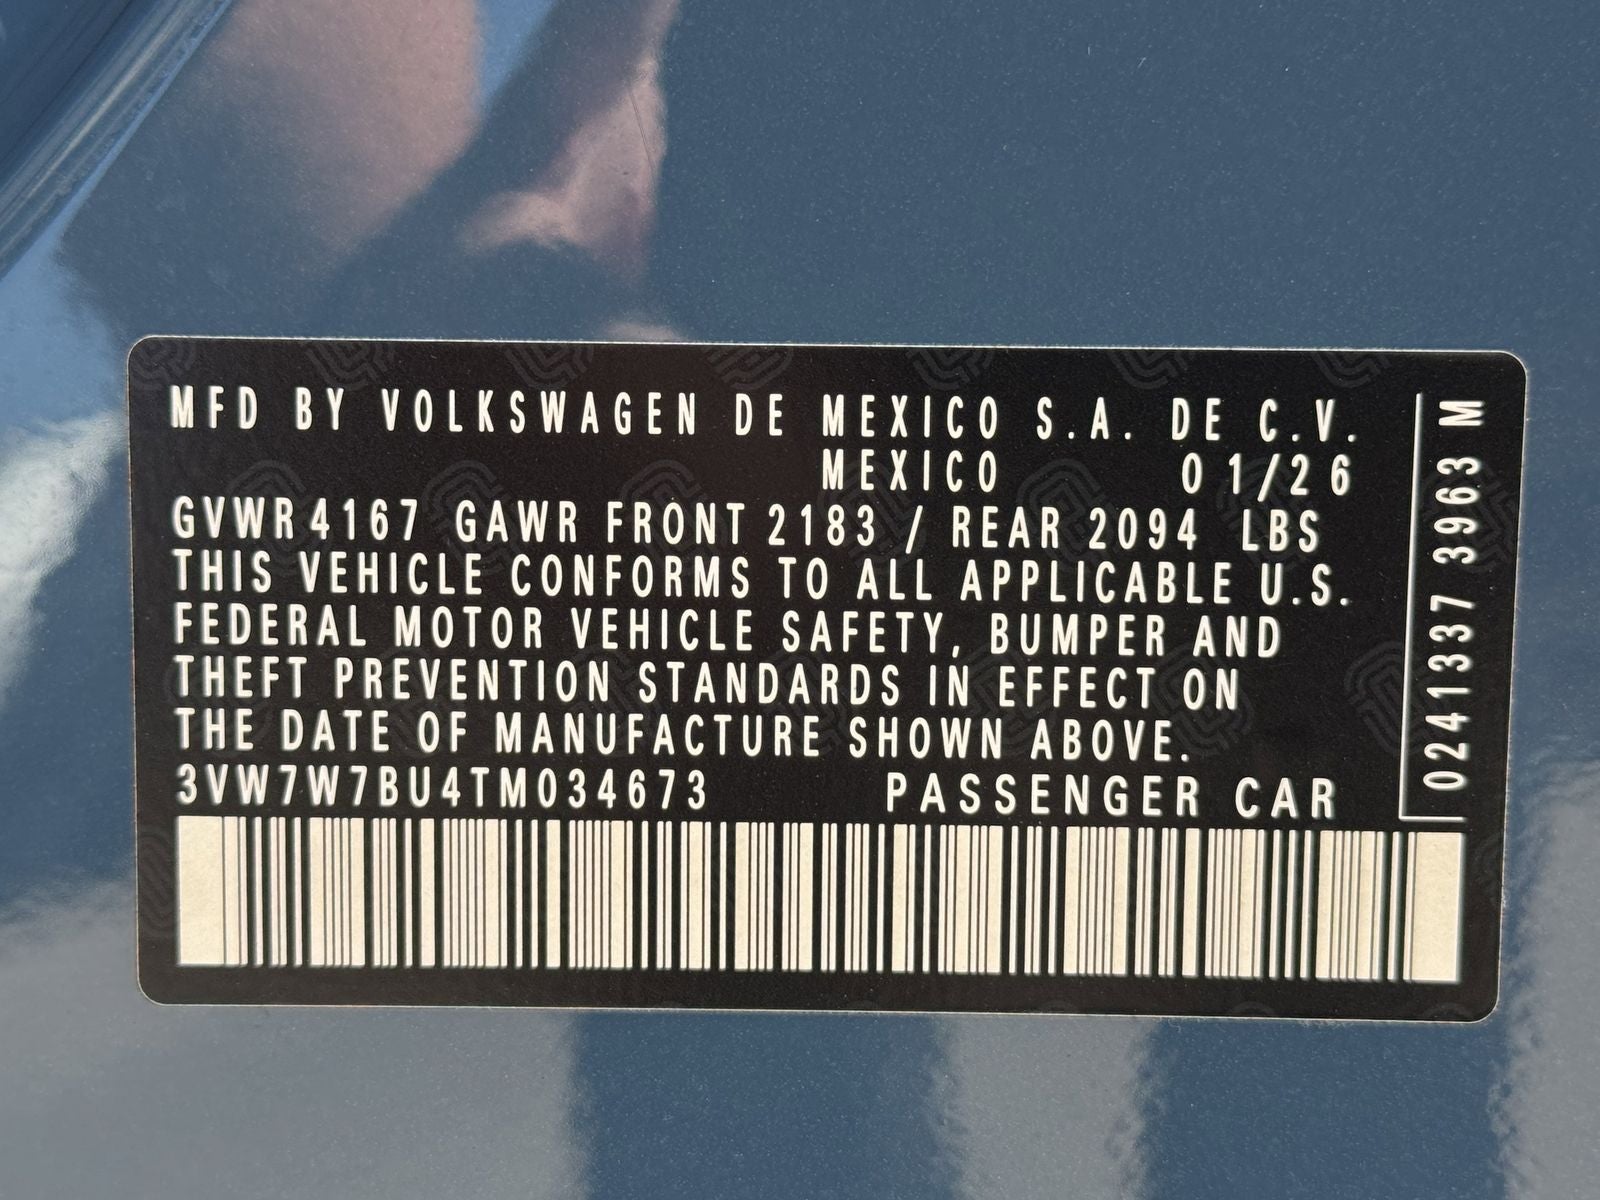 MFD BY VOLKSWAGEN DE MEXICO S.A. DE C.V.
MEXICO 01/26
GVWR 4167 GAWR FRONT 2183 / REAR 2094 LBS
THIS VEHICLE CONFORMS TO ALL APPLICABLE U.S.
FEDERAL MOTOR VEHICLE SAFETY, BUMPER AND
THEFT PREVENTION STANDARDS IN EFFECT ON
THE DATE OF MANUFACTURE SHOWN ABOVE.
3VW7W7BU4TM034673 PASSENGER CAR
0241337 3963 M